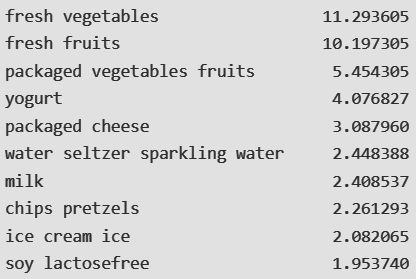 fresh vegetables 11.293605
fresh fruits 10.197305
packaged vegetables fruits 5.454305
yogurt 4.076827
packaged cheese 3.087960
water seltzer sparkling water 2.448388
milk 2.408537
chips pretzels 2.261293
ice cream ice 2.082065
soy lactosefree 1.953740